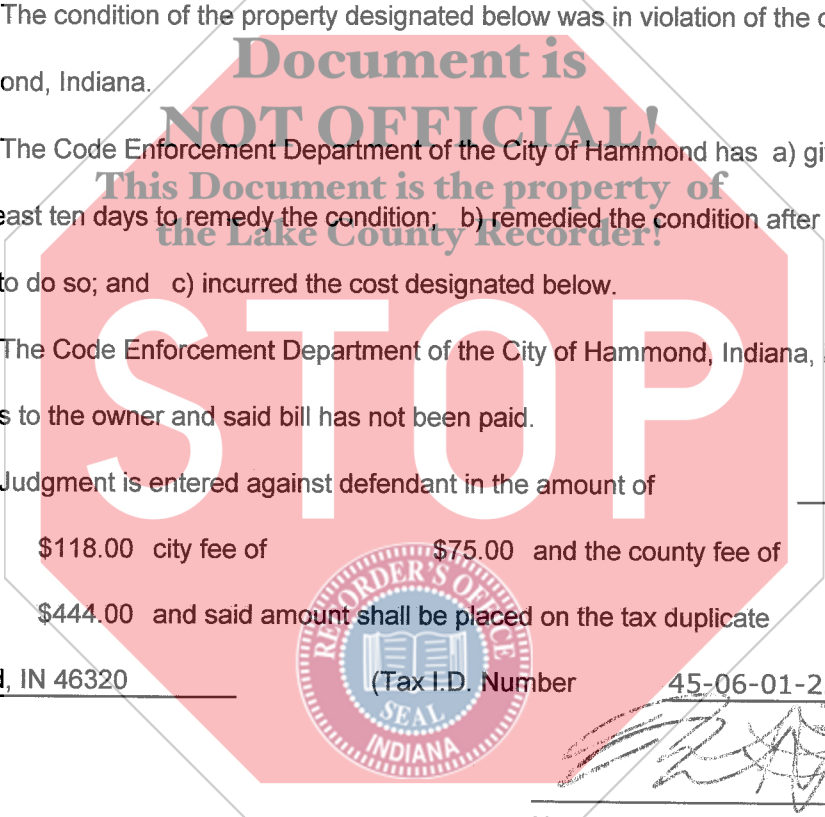 The condition of the property designated below was in violation of the
Document is
ond, Indiana.
NOT OFFICIAL!
The Code Enforcement Department of the City of Hammond has a) gi
This Document is the property of
east ten days to remedy the condition; b) remedied the condition after
the Lake County Recorder!
to do so; and c) incurred the cost designated below.
STOP
The Code Enforcement Department of the City of Hammond, Indiana,
s to the owner and said bill has not been paid.
Judgment is entered against defendant in the amount of
$118.00 city fee of $75.00 and the county fee of
RECORDER'S OFFICE
$444.00 and said amount shall be placed on the tax duplicate
, IN 46320 (Tax I.D. Number 45-06-01-2
SEAL
INDIANA